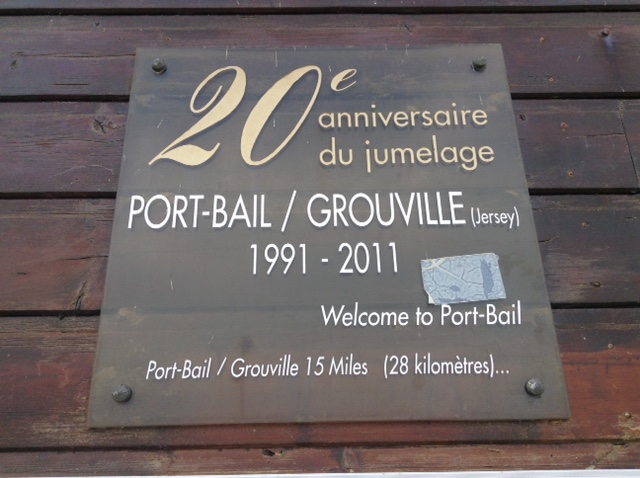 20e anniversaire
du jumelage
PORT-BAIL / GROUVILLE (Jersey)
1991 - 2011
Welcome to Port-Bail
Port-Bail / Grouville 15 Miles (28 kilomètres)...